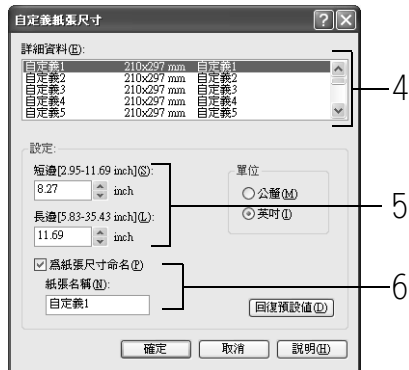 自定義紙張尺寸
詳細資料(E):
自定義1 210x297 mm 自定義1
自定義2 210x297 mm 自定義2
自定義3 210x297 mm 自定義3
自定義4 210x297 mm 自定義4
自定義5 210x297 mm 自定義5
4
設定:
短邊[2.95-11.69 inch](S):
8.27 inch
單位
公釐(M)
英吋(I)
長邊[5.83-35.43 inch](L):
11.69 inch
5
為紙張尺寸命名(P)
紙張名稱(N):
自定義1
6
回復預設值(D)
確定 取消 說明(H)